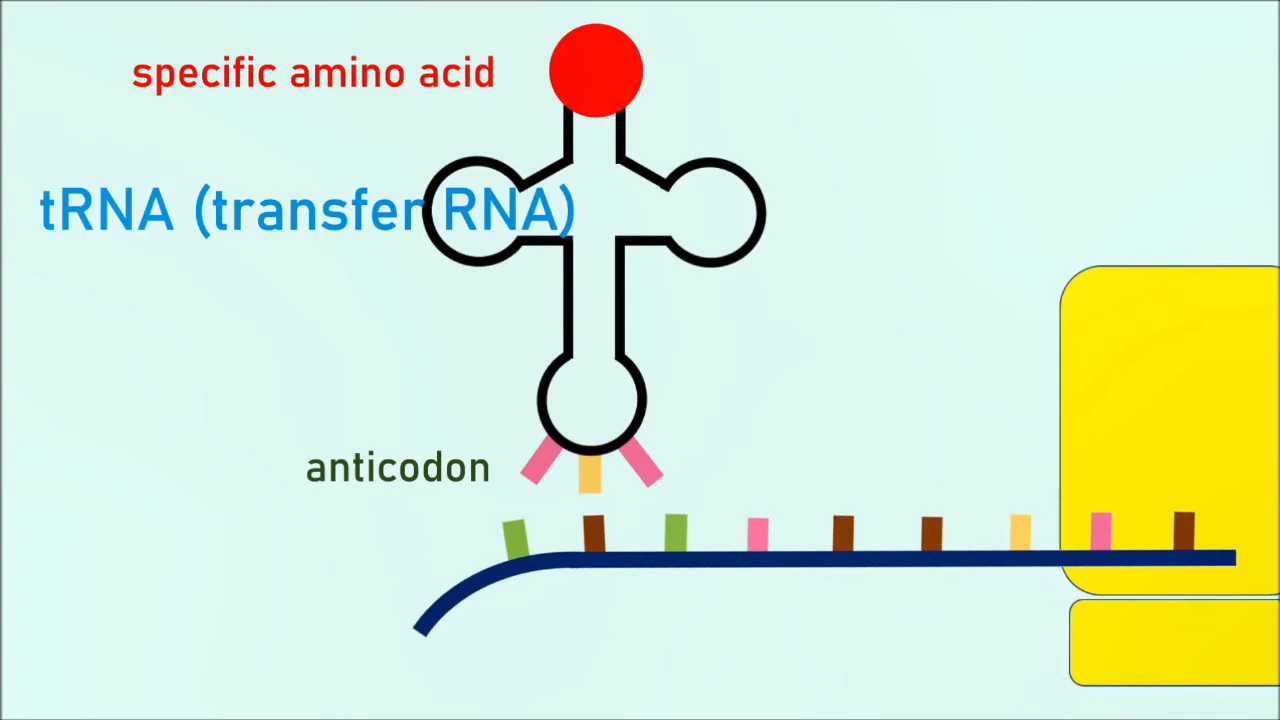 specific amino acid
tRNA (transfer RNA)
anticodon